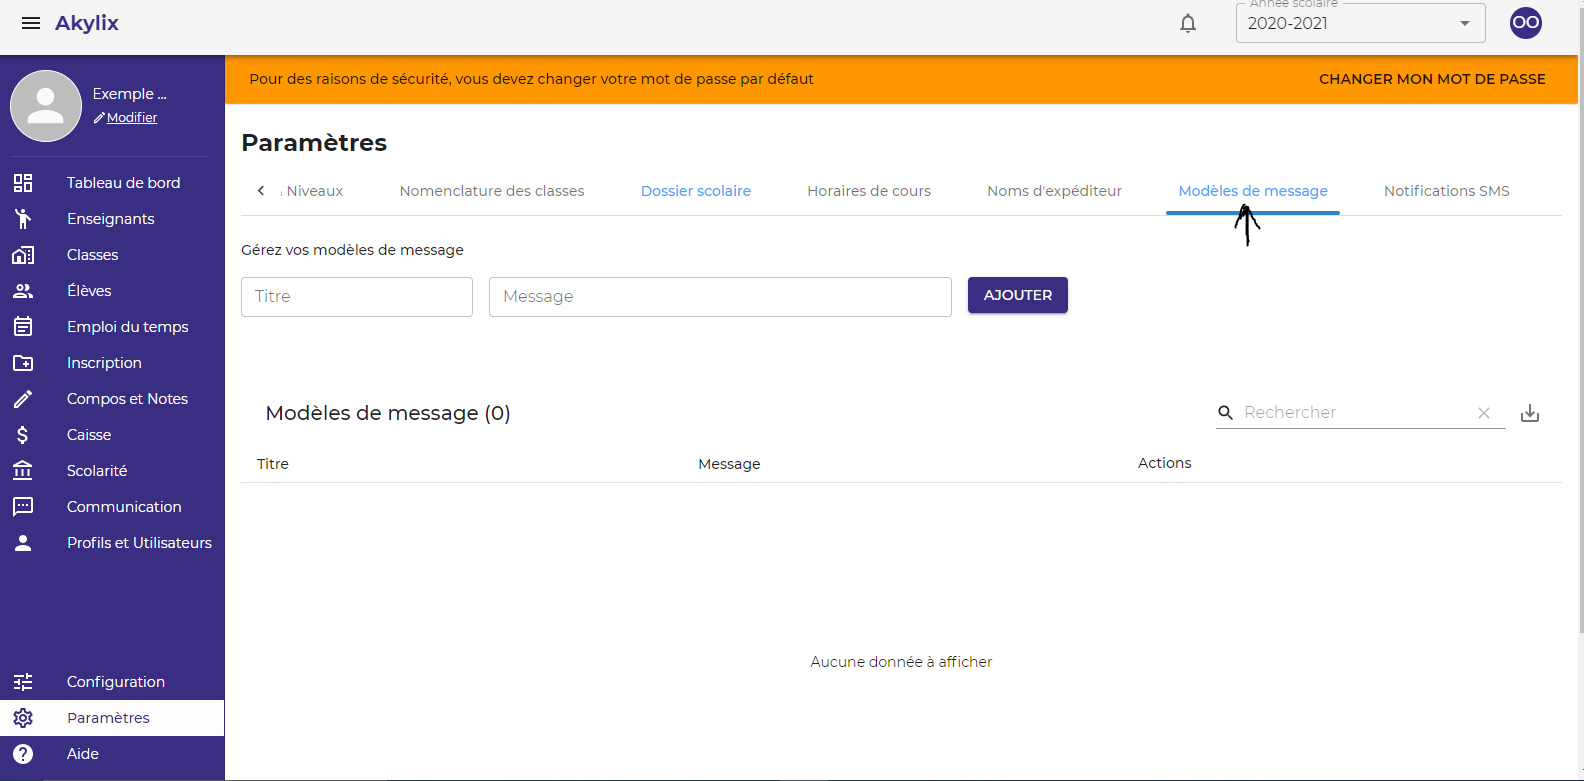 Akylix
Année scolaire
2020-2021
OO
Exemple ...
Modifier
Tableau de bord
Enseignants
Classes
Élèves
Emploi du temps
Inscription
Compos et Notes
Caisse
Scolarité
Communication
Profils et Utilisateurs
Configuration
Paramètres
Aide
Pour des raisons de sécurité, vous devez changer votre mot de passe par défaut CHANGER MON MOT DE PASSE
Paramètres
Niveaux Nomenclature des classes Dossier scolaire Horaires de cours Noms d'expéditeur Modèles de message Notifications SMS
Gérez vos modèles de message
Titre Message AJOUTER
Modèles de message (0) Rechercher
Titre Message Actions
Aucune donnée à afficher